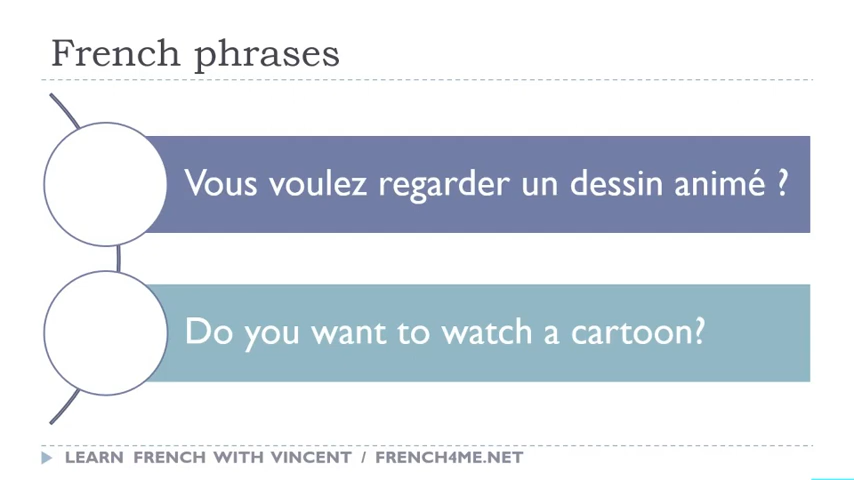 French phrases
Vous voulez regarder un dessin animé ?
Do you want to watch a cartoon?
LEARN FRENCH WITH VINCENT / FRENCH4ME.NET